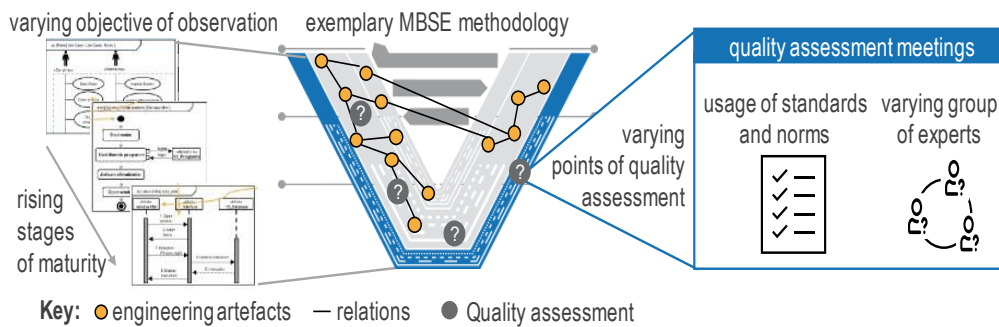 varying objective of observation
exemplary MBSE methodology
quality assessment meetings
usage of standards
and norms
varying group
of experts
varying
points of quality
assessment
?
?
?
?
rising
stages
of maturity
Key: engineering artefacts — relations Quality assessment